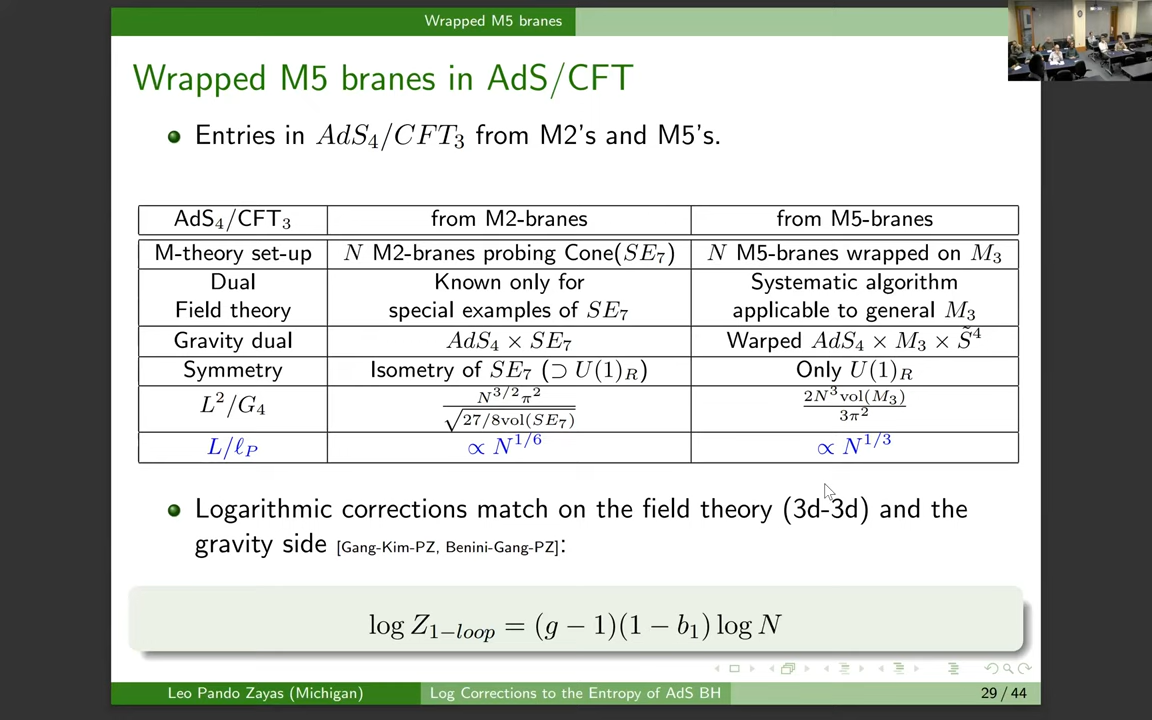 Wrapped M5 branes
Wrapped M5 branes in AdS/CFT
Entries in AdS₄/CFT₃ from M2's and M5's.
AdS₄/CFT₃ from M2-branes from M5-branes
M-theory set-up N M2-branes probing Cone(SE₇) N M5-branes wrapped on M₃
Dual Known only for Systematic algorithm
Field theory special examples of SE₇ applicable to general M₃
Gravity dual AdS₄ × SE₇ Warped AdS₄ × M₃ × S̃⁴
Symmetry Isometry of SE₇ (⊃ U(1)_R) Only U(1)_R
L²/G₄ N^{3/2}π²/√(27/8vol(SE₇)) 2N³vol(M₃)/3π²
L/ℓ_P ∝ N^{1/6} ∝ N^{1/3}
Logarithmic corrections match on the field theory (3d-3d) and the
gravity side [Gang-Kim-PZ, Benini-Gang-PZ]:
log Z_{1−loop} = (g − 1)(1 − b₁) log N
Leo Pando Zayas (Michigan) Log Corrections to the Entropy of AdS BH 29 / 44